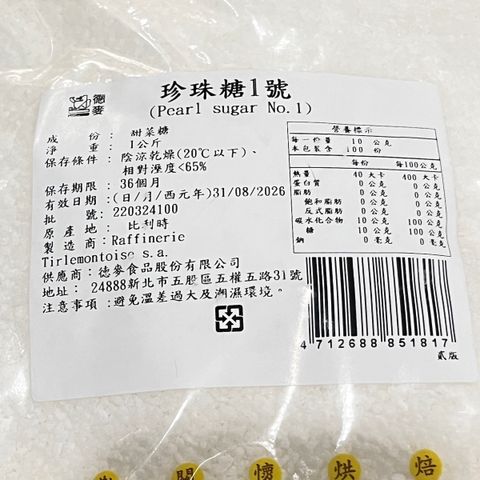 德麥
珍珠糖1號
(Pearl sugar No.1)
成份: 甜菜糖
淨重: 1公斤
保存條件: 陰涼乾燥(20℃以下)、
相對溼度<65%
保存期限: 36個月
有效日期:(日/月/西元年)31/08/2026
批號: 220324100
原產地: 比利時
製造商:Raffinerie
Tirlemontoise s.a.
供應商: 德麥食品股份有限公司
地址: 24888新北市五股區五權五路31號
注意事項:避免溫差過大及潮濕環境。
營養標示
每一份量 10 公克
本包裝含 100 份
每份 每100公克
熱量 40 大卡 400 大卡
蛋白質 0 公克 0 公克
脂肪 0 公克 0 公克
飽和脂肪 0 公克 0 公克
反式脂肪 0 公克 0 公克
碳水化合物 10 公克 100 公克
糖 10 公克 100 公克
鈉 0 毫克 0 毫克
4 712688 851817
貳版
開 懷 烘 焙